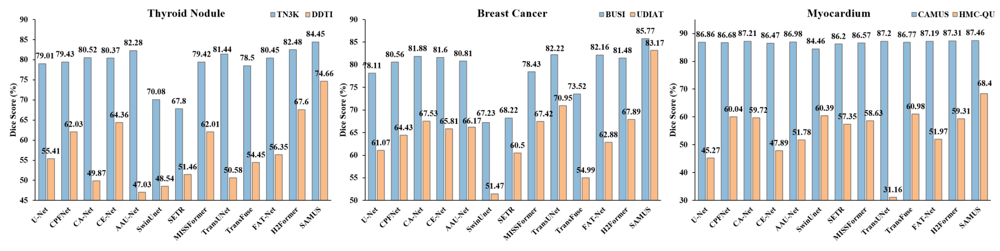 Thyroid Nodule
TN3K DDTI
Dice Score (%)
90
85
80
75
70
65
60
55
50
45
79.01 79.43 80.52 80.37 82.28 70.08 67.8 79.42 81.44 78.5 80.45 82.48 84.45
55.41 62.03 49.87 64.36 47.03 48.54 51.46 62.01 50.58 54.45 56.35 67.6 74.66
U-Net CPFNet CA-Net CE-Net AAU-Net SwinUnet SETR MISSFormer TransUNet TransFuse FAT-Net H2Former SAMUS
Breast Cancer
BUSI UDIAT
Dice Score (%)
90
85
80
75
70
65
60
55
50
78.11 80.56 81.88 81.6 80.81 67.23 68.22 78.43 82.22 73.52 82.16 81.48 85.77
61.07 64.43 67.53 65.81 66.17 51.47 60.5 67.42 70.95 54.99 62.88 67.89 83.17
U-Net CPFNet CA-Net CE-Net AAU-Net SwinUnet SETR MISSFormer TransUNet TransFuse FAT-Net H2Former SAMUS
Myocardium
CAMUS HMC-QU
Dice Score (%)
90
80
70
60
50
40
30
86.86 86.68 87.21 86.47 86.98 84.46 86.2 86.57 87.2 86.77 87.19 87.31 87.46
45.27 60.04 59.72 47.89 51.78 60.39 57.35 58.63 31.16 60.98 51.97 59.31 68.4
U-Net CPFNet CA-Net CE-Net AAU-Net SwinUnet SETR MISSFormer TransUNet TransFuse FAT-Net H2Former SAMUS